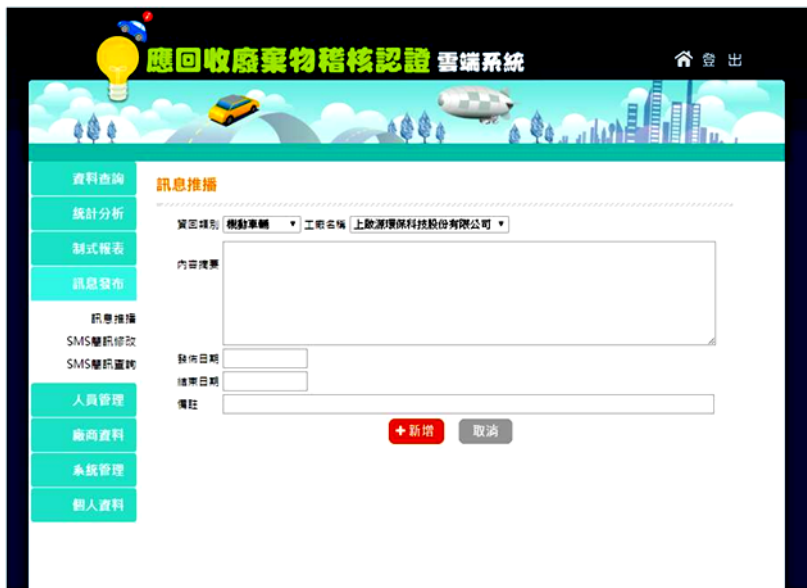 應回收廢棄物稽核認證 雲端系統
登 出
資料查詢
統計分析
制式報表
訊息發布
訊息推播
SMS簡訊修改
SMS簡訊查詢
人員管理
廠商資料
系統管理
個人資料
訊息推播
資回類別 機動車輛 工廠名稱 上啟源環保科技股份有限公司
內容摘要
發佈日期
結束日期
備註
+新增 取消